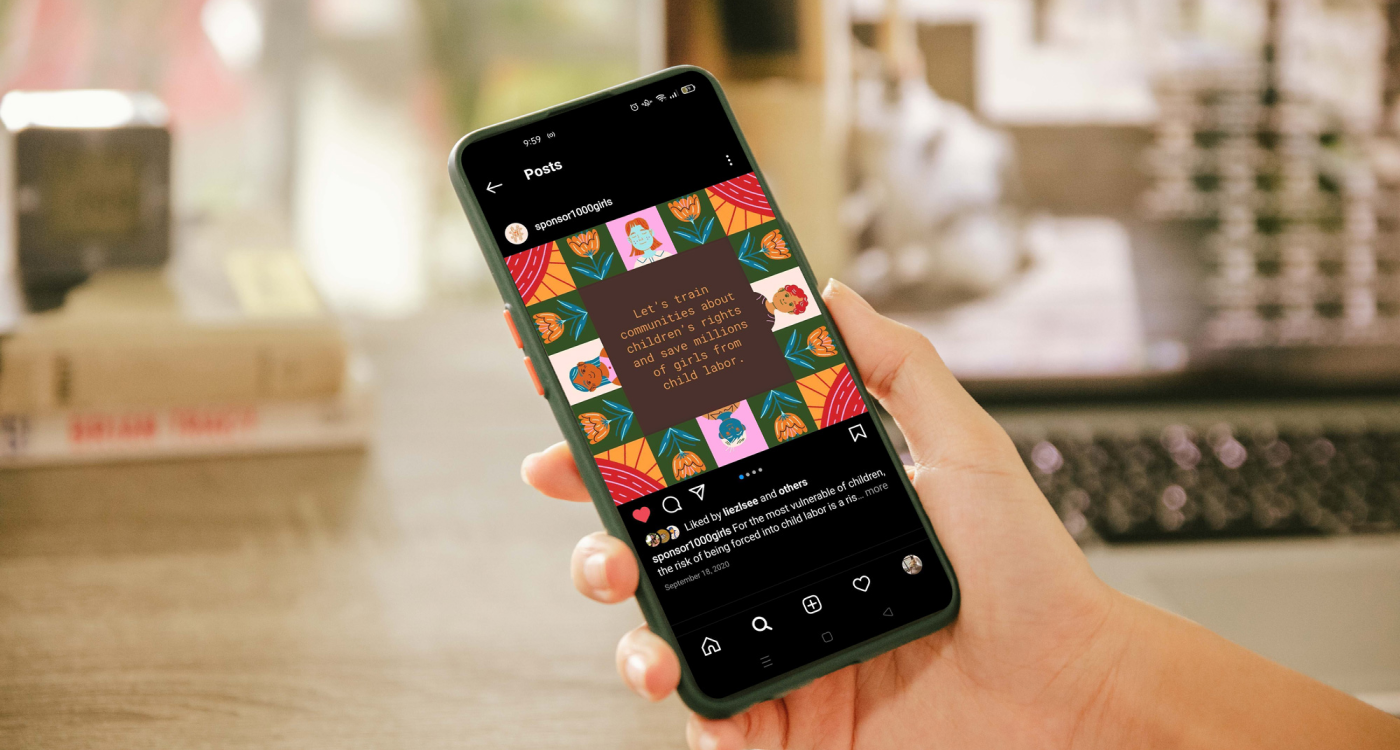 9:59
Posts
sponsor1000girls
Let's train
communities about
children's rights
and save millions
of girls from
child labor.
Liked by liezlsee and others
sponsor1000girls For the most vulnerable of children,
the risk of being forced into child labor is a ris... more
September 18, 2020
BRIAN TRACY